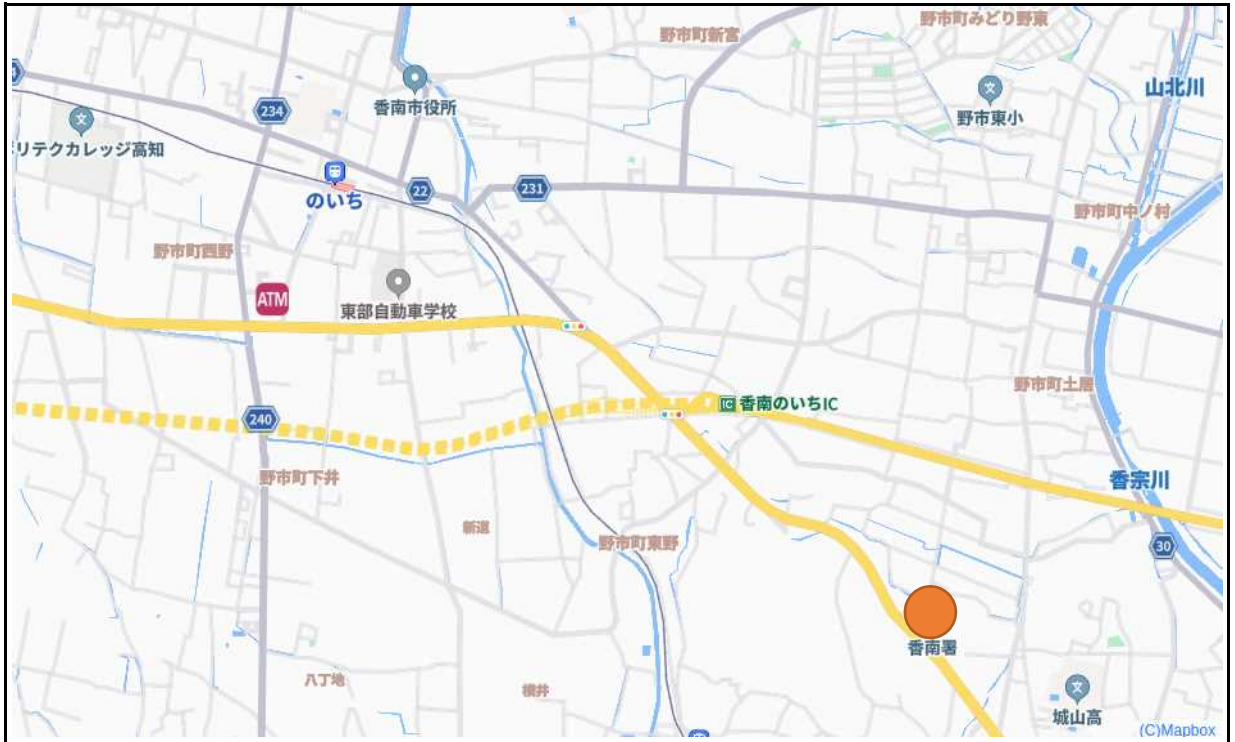 野市町みどり野東
野市町新宮
山北川
香南市役所
234
野市東小
リテクカレッジ高知
のいち
22
231
野市町中ノ村
野市町西野
ATM
東部自動車学校
野市町土居
IC
香南のいちIC
240
野市町下井
香宗川
新道
野市町東野
30
香南署
八丁地
横井
城山高
(C)Mapbox